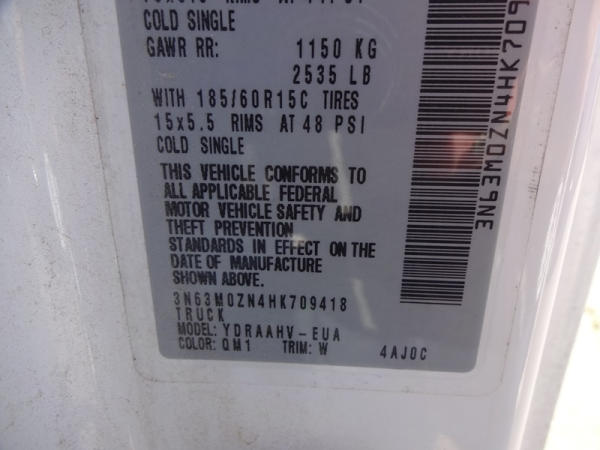 COLD SINGLE
GAWR RR: 1150 KG
2535 LB
WITH 185/60R15C TIRES
15x5.5 RIMS AT 48 PSI
COLD SINGLE
THIS VEHICLE CONFORMS TO
ALL APPLICABLE FEDERAL
MOTOR VEHICLE SAFETY AND
THEFT PREVENTION
STANDARDS IN EFFECT ON THE
DATE OF MANUFACTURE
SHOWN ABOVE.
3N63M0ZN4HK709418
TRUCK
MODEL: YDRAAHV-EUA
COLOR: QM1 TRIM: W 4AJ0C
3N63M0ZN4HK709